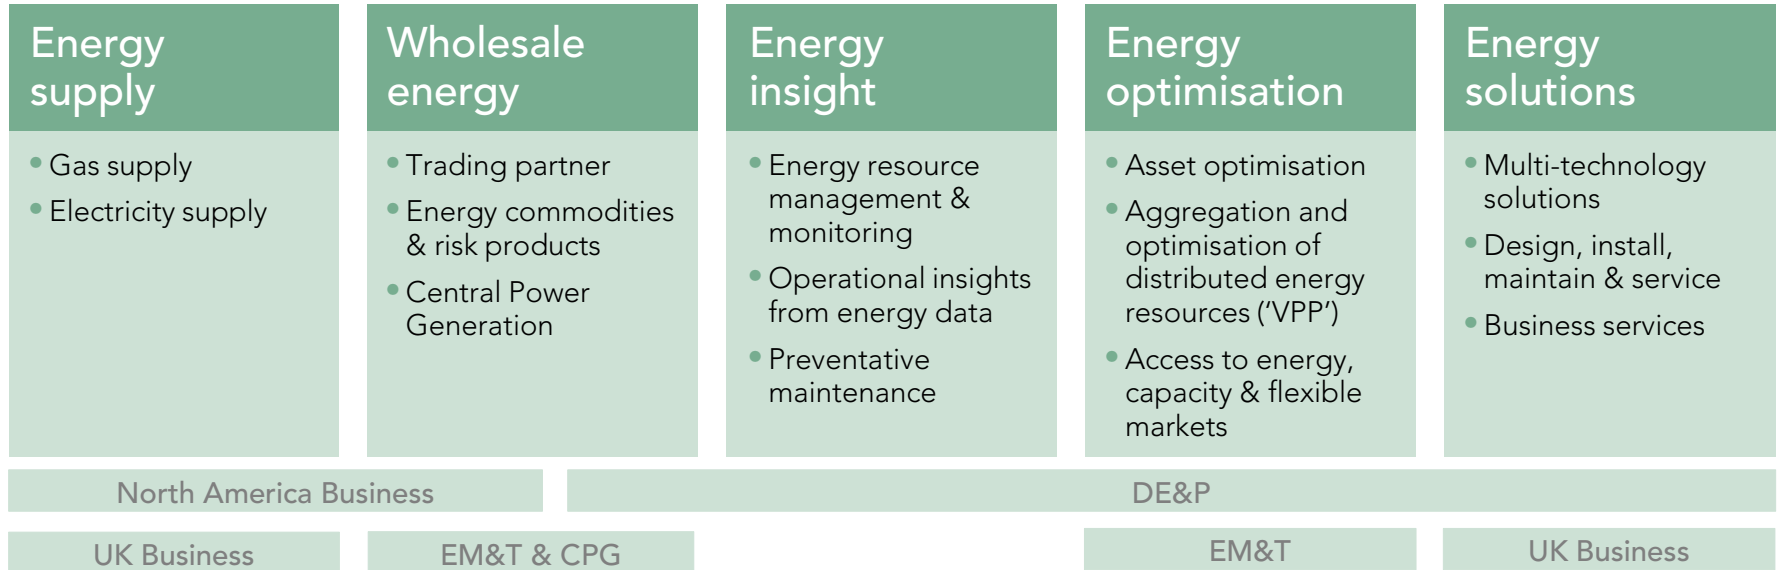 Energy
supply
• Gas supply
• Electricity supply
Wholesale
energy
• Trading partner
• Energy commodities
& risk products
• Central Power
Generation
Energy
insight
• Energy resource
management &
monitoring
• Operational insights
from energy data
• Preventative
maintenance
Energy
optimisation
• Asset optimisation
• Aggregation and
optimisation of
distributed energy
resources (‘VPP’)
• Access to energy,
capacity & flexible
markets
Energy
solutions
• Multi-technology
solutions
• Design, install,
maintain & service
• Business services
North America Business
DE&P
UK Business
EM&T & CPG
EM&T
UK Business